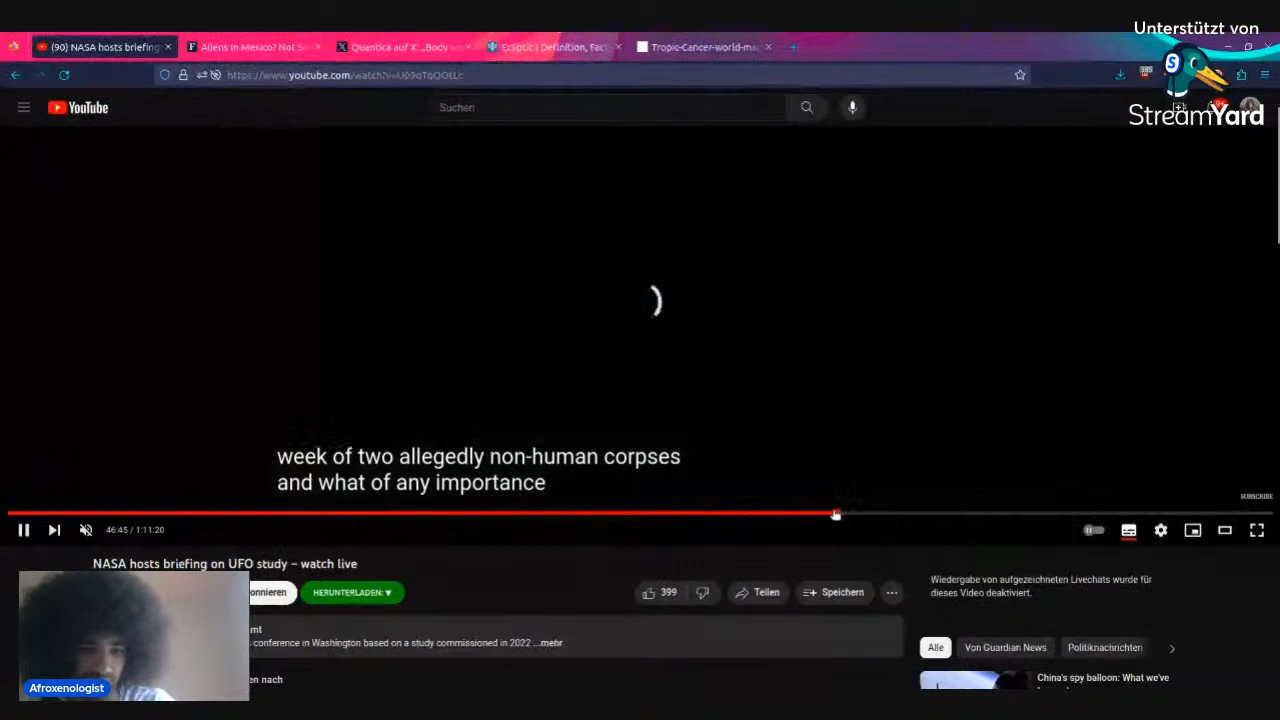 Unterstützt von
StreamYard
(90) NASA hosts briefing
Aliens in Mexico? Not S
Quantica auf X: „Body
Ecliptic | Definition, Fact
Tropic-Cancer-world-ma
YouTube
Suchen
week of two allegedly non-human corpses
and what of any importance
SUBSCRIBE
46:45 / 1:11:20
NASA hosts briefing on UFO study – watch live
onnieren
HERUNTERLADEN: ▼
399
Teilen
Speichern
conference in Washington based on a study commissioned in 2022 ...mehr
en nach
Wiedergabe von aufgezeichneten Livechats wurde für
dieses Video deaktiviert.
Alle
Von Guardian News
Politiknachrichten
China's spy balloon: What we've
Afroxenologist